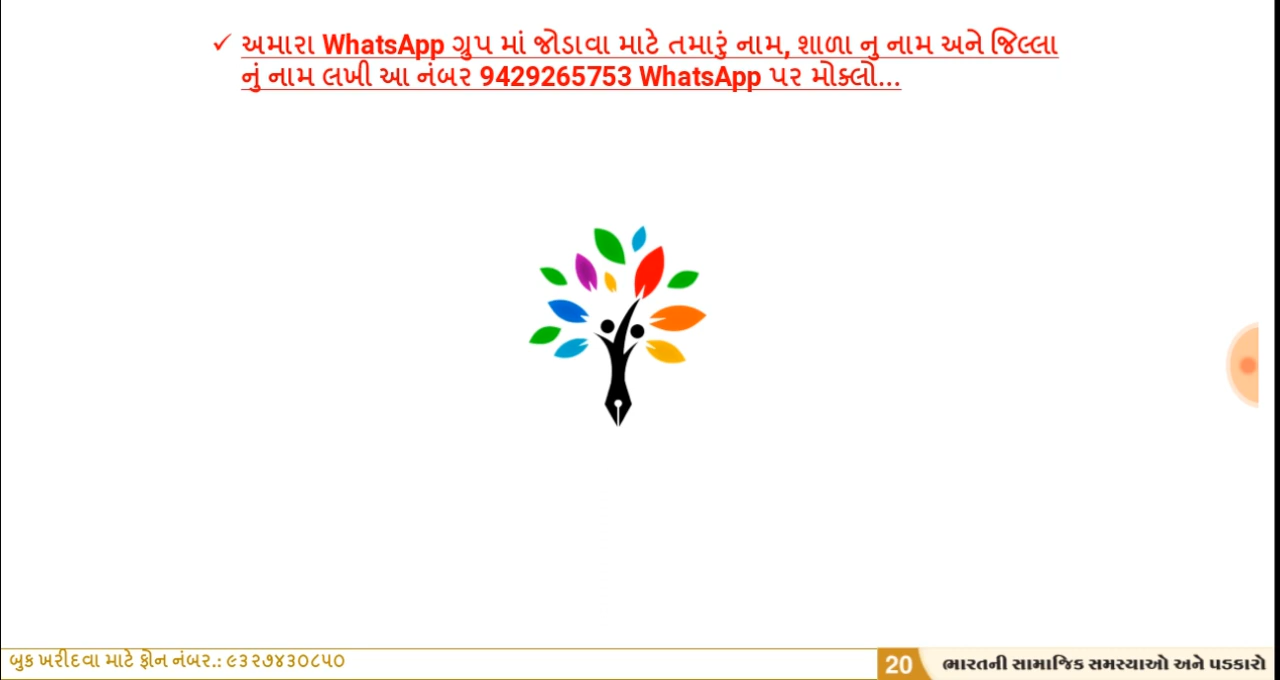 ✓ અમારા WhatsApp ગ્રુપ માં જોડાવા માટે તમારું નામ, શાળા નુ નામ અને જિલ્લા
નું નામ લખી આ નંબર 9429265753 WhatsApp પર મોક્લો...
બુક ખરીદવા માટે ફોન નંબર.: ૯૩૨૭૪૩૦૮૫૦
20 ભારતની સામાજિક સમસ્યાઓ અને પડકારો